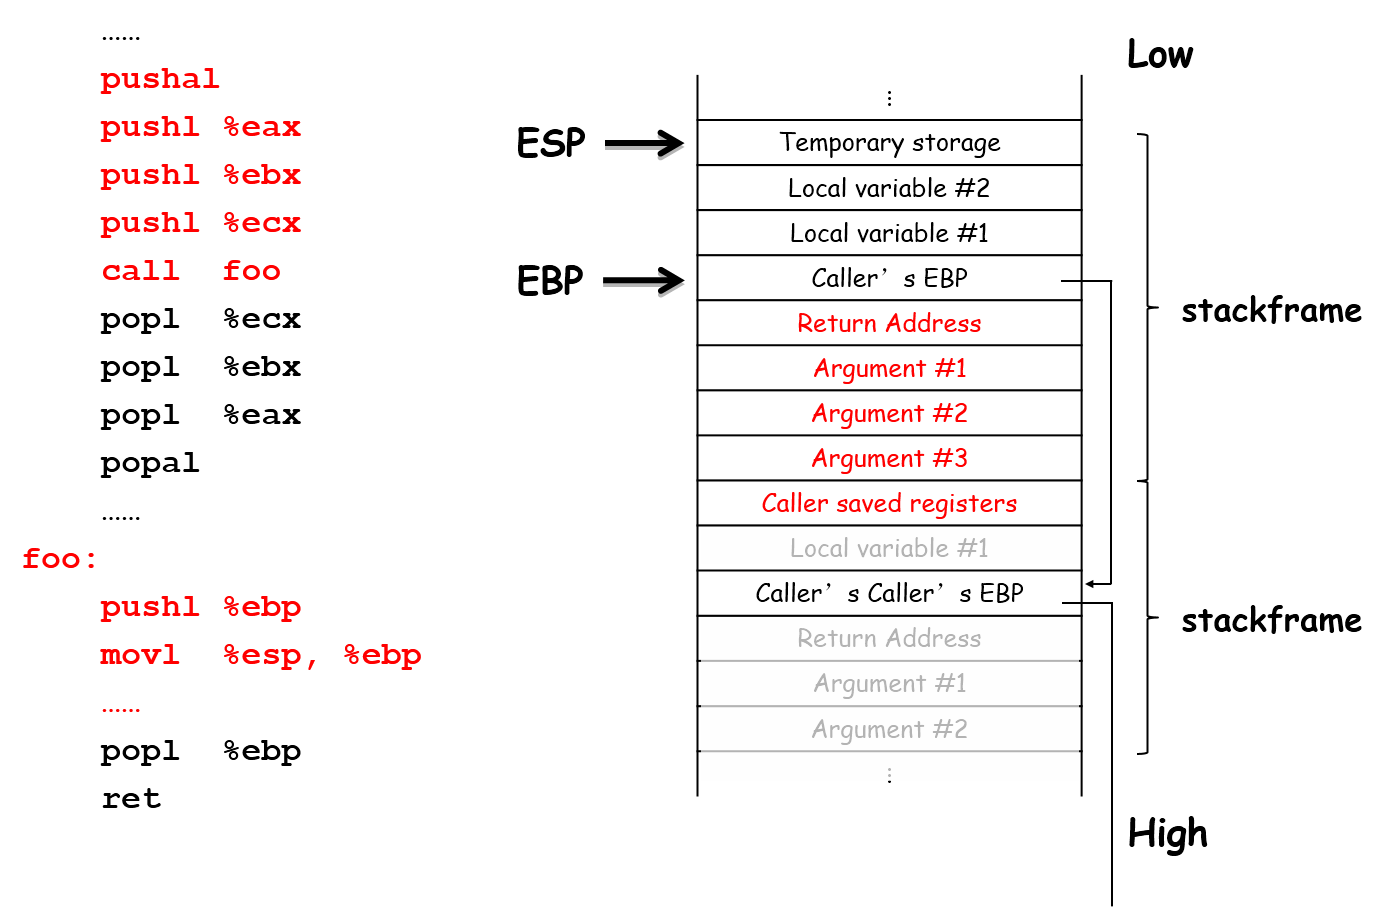 ......
pushal
pushl %eax
pushl %ebx
pushl %ecx
call foo
popl %ecx
popl %ebx
popl %eax
popal
......
foo:
pushl %ebp
movl %esp, %ebp
......
popl %ebp
ret
Low
⋮
ESP
Temporary storage
Local variable #2
Local variable #1
EBP
Caller’s EBP
Return Address
stackframe
Argument #1
Argument #2
Argument #3
Caller saved registers
Local variable #1
Caller’s Caller’s EBP
stackframe
Return Address
Argument #1
Argument #2
⋮
High